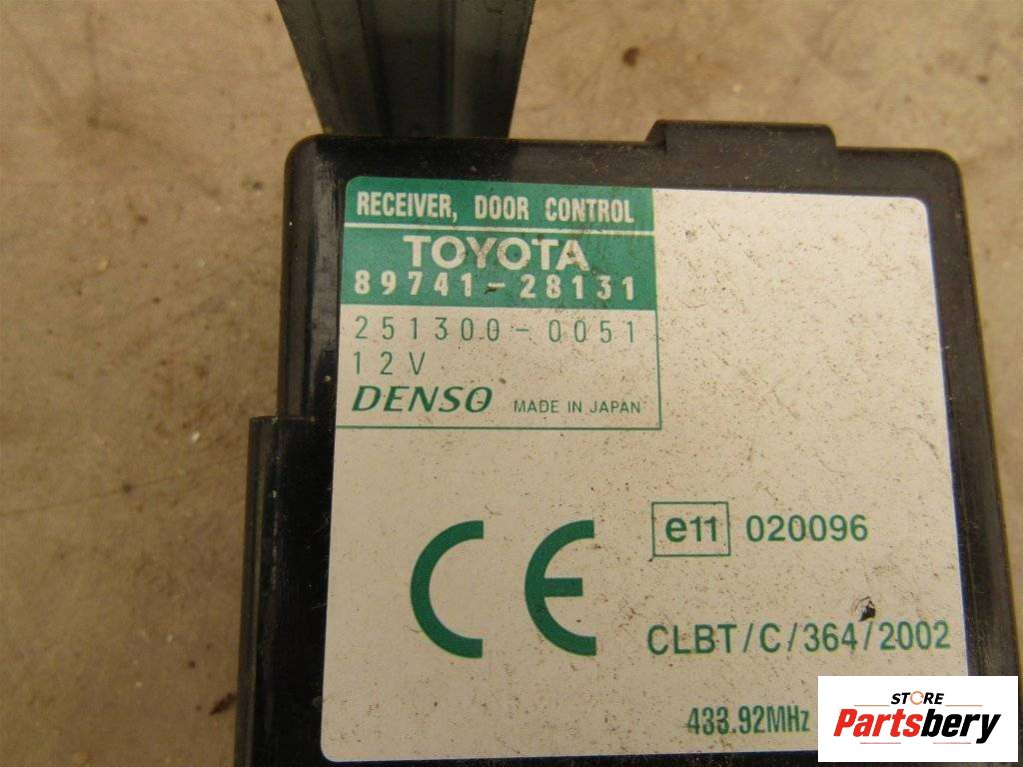 RECEIVER, DOOR CONTROL
TOYOTA
89741-28131
251300-0051
12V
DENSO MADE IN JAPAN
CE
e11 020096
CLBT/C/364/2002
433.92MHz
STORE
Partsbery